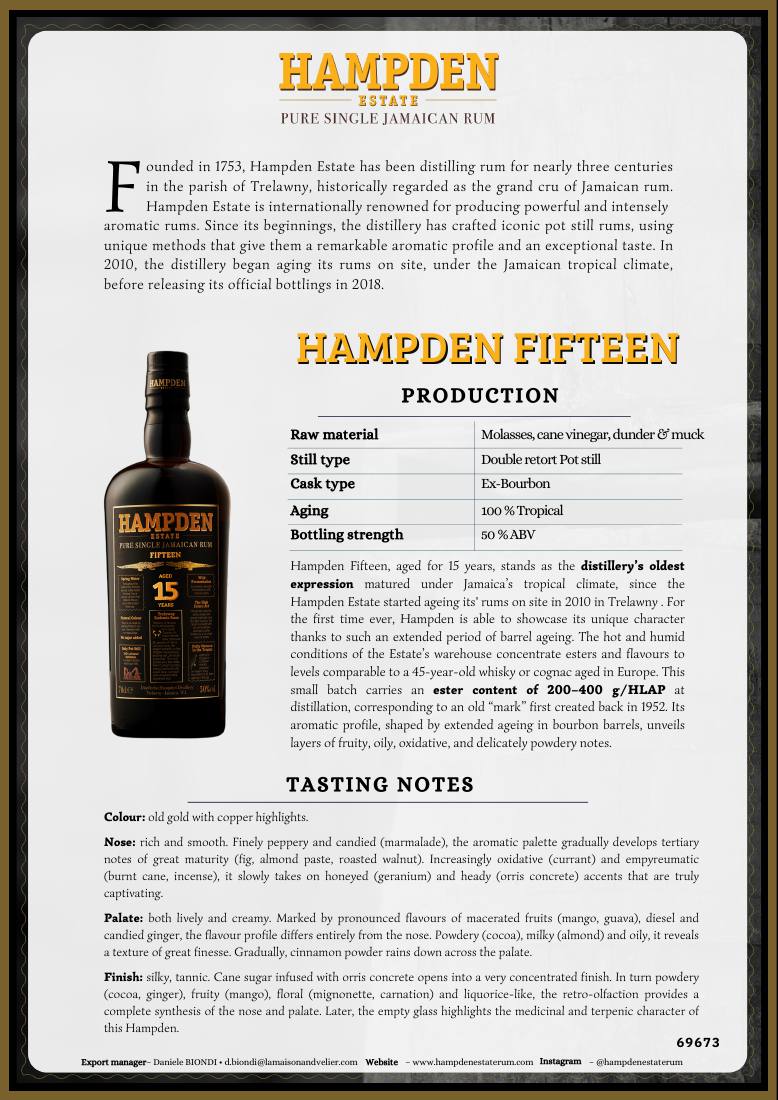 HAMPDEN
ESTATE
PURE SINGLE JAMAICAN RUM
Founded in 1753, Hampden Estate has been distilling rum for nearly three centuries
in the parish of Trelawny, historically regarded as the grand cru of Jamaican rum.
Hampden Estate is internationally renowned for producing powerful and intensely
aromatic rums. Since its beginnings, the distillery has crafted iconic pot still rums, using
unique methods that give them a remarkable aromatic profile and an exceptional taste. In
2010, the distillery began aging its rums on site, under the Jamaican tropical climate,
before releasing its official bottlings in 2018.
HAMPDEN FIFTEEN
PRODUCTION
Raw material Molasses, cane vinegar, dunder & muck
Still type Double retort Pot still
Cask type Ex-Bourbon
Aging 100 % Tropical
Bottling strength 50 % ABV
Hampden Fifteen, aged for 15 years, stands as the distillery's oldest
expression matured under Jamaica's tropical climate, since the
Hampden Estate started ageing its' rums on site in 2010 in Trelawny . For
the first time ever, Hampden is able to showcase its unique character
thanks to such an extended period of barrel ageing. The hot and humid
conditions of the Estate's warehouse concentrate esters and flavours to
levels comparable to a 45-year-old whisky or cognac aged in Europe. This
small batch carries an ester content of 200–400 g/HLAP at
distillation, corresponding to an old “mark” first created back in 1952. Its
aromatic profile, shaped by extended ageing in bourbon barrels, unveils
layers of fruity, oily, oxidative, and delicately powdery notes.
HAMPDEN
HAMPDEN
ESTATE
PURE SINGLE JAMAICAN RUM
FIFTEEN
AGED
15
YEARS
70cl e
50%vol
TASTING NOTES
Colour: old gold with copper highlights.
Nose: rich and smooth. Finely peppery and candied (marmalade), the aromatic palette gradually develops tertiary
notes of great maturity (fig, almond paste, roasted walnut). Increasingly oxidative (currant) and empyreumatic
(burnt cane, incense), it slowly takes on honeyed (geranium) and heady (orris concrete) accents that are truly
captivating.
Palate: both lively and creamy. Marked by pronounced flavours of macerated fruits (mango, guava), diesel and
candied ginger, the flavour profile differs entirely from the nose. Powdery (cocoa), milky (almond) and oily, it reveals
a texture of great finesse. Gradually, cinnamon powder rains down across the palate.
Finish: silky, tannic. Cane sugar infused with orris concrete opens into a very concentrated finish. In turn powdery
(cocoa, ginger), fruity (mango), floral (mignonette, carnation) and liquorice-like, the retro-olfaction provides a
complete synthesis of the nose and palate. Later, the empty glass highlights the medicinal and terpenic character of
this Hampden.
69673
Export manager– Daniele BIONDI • d.biondi@lamaisonandvelier.com Website – www.hampdenestaterum.com Instagram – @hampdenestaterum